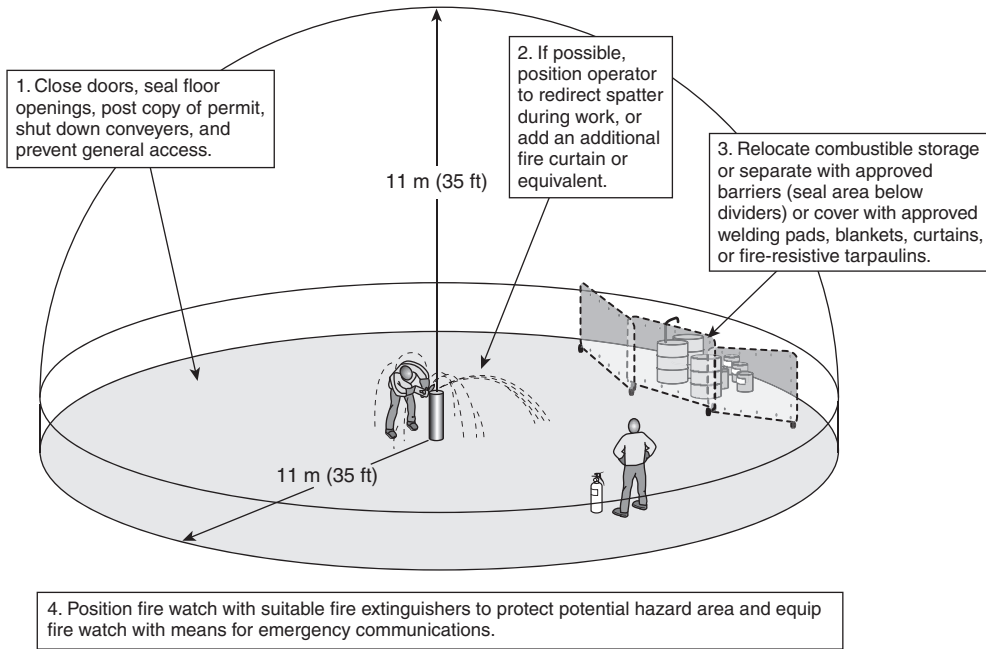 1. Close doors, seal floor
openings, post copy of permit,
shut down conveyers, and
prevent general access.
2. If possible,
position operator
to redirect spatter
during work, or
add an additional
fire curtain or
equivalent.
11 m (35 ft)
3. Relocate combustible storage
or separate with approved
barriers (seal area below
dividers) or cover with approved
welding pads, blankets, curtains,
or fire-resistive tarpaulins.
11 m (35 ft)
4. Position fire watch with suitable fire extinguishers to protect potential hazard area and equip
fire watch with means for emergency communications.